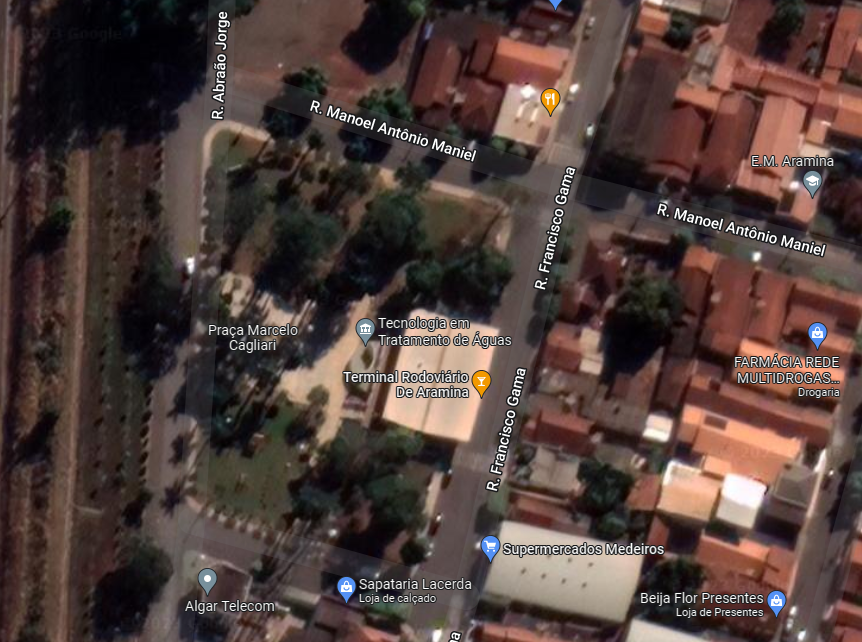 R. Abraão Jorge
R. Manoel Antônio Maniel
E.M. Aramina
R. Francisco Gama
R. Manoel Antônio Maniel
Praça Marcelo
Cagliari
Tecnologia em
Tratamento de Águas
Terminal Rodoviário
De Aramina
FARMÁCIA REDE
MULTIDROGAS...
Drogaria
R. Francisco Gama
Supermercados Medeiros
Algar Telecom
Sapataria Lacerda
Loja de calçado
Beija Flor Presentes
Loja de Presentes